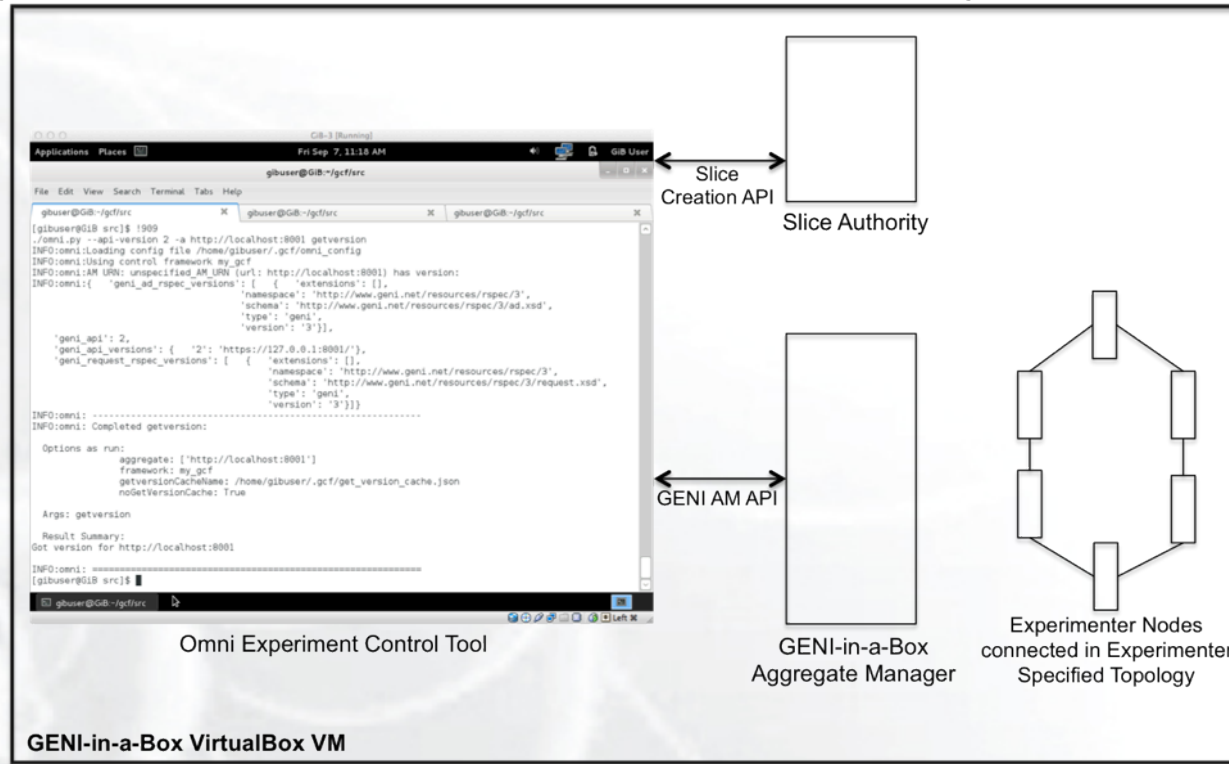 GiB-3 [Running]
Applications Places
Fri Sep 7, 11:18 AM
GiB User
gibuser@GiB:~/gcf/src
File Edit View Search Terminal Tabs Help
gibuser@GiB:~/gcf/src
gibuser@GiB:~/gcf/src
gibuser@GiB:~/gcf/src
[gibuser@GiB src]$ !909
./omni.py --api-version 2 -a http://localhost:8001 getversion
INFO:omni:Loading config file /home/gibuser/.gcf/omni_config
INFO:omni:Using control framework my_gcf
INFO:omni:AM URN: unspecified_AM_URN (url: http://localhost:8001) has version:
INFO:omni:{ 'geni_ad_rspec_versions': [ { 'extensions': [],
'namespace': 'http://www.geni.net/resources/rspec/3',
'schema': 'http://www.geni.net/resources/rspec/3/ad.xsd',
'type': 'geni',
'version': '3'}],
'geni_api': 2,
'geni_api_versions': { '2': 'https://127.0.0.1:8001/'},
'geni_request_rspec_versions': [ { 'extensions': [],
'namespace': 'http://www.geni.net/resources/rspec/3',
'schema': 'http://www.geni.net/resources/rspec/3/request.xsd',
'type': 'geni',
'version': '3'}]}
INFO:omni: ------------------------------------------------------------
INFO:omni: Completed getversion:
Options as run:
aggregate: ['http://localhost:8001']
framework: my_gcf
getversionCacheName: /home/gibuser/.gcf/get_version_cache.json
noGetVersionCache: True
Args: getversion
Result Summary:
Got version for http://localhost:8001
INFO:omni: ============================================================
[gibuser@GiB src]$
gibuser@GiB:~/gcf/src
Left ⌘
Omni Experiment Control Tool
Slice
Creation API
Slice Authority
GENI AM API
GENI-in-a-Box
Aggregate Manager
Experimenter Nodes
connected in Experimenter
Specified Topology
GENI-in-a-Box VirtualBox VM